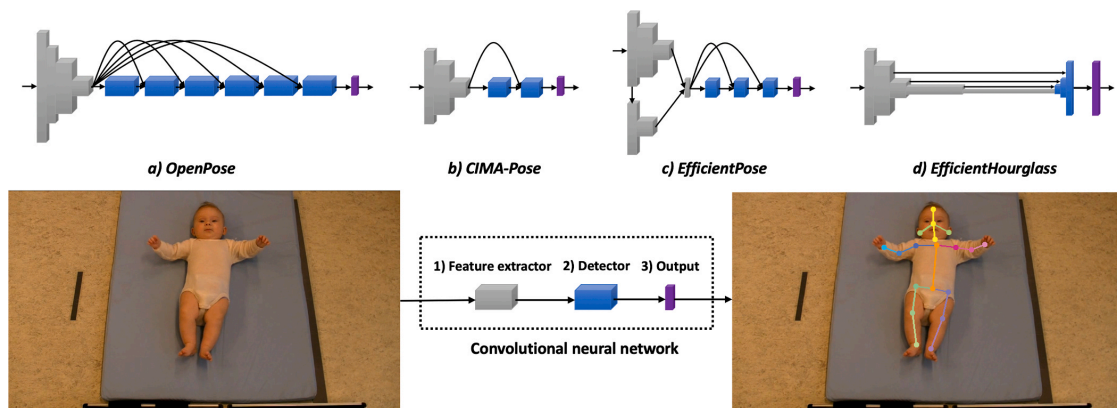 a) OpenPose
b) CIMA-Pose
c) EfficientPose
d) EfficientHourglass
1) Feature extractor
2) Detector
3) Output
Convolutional neural network